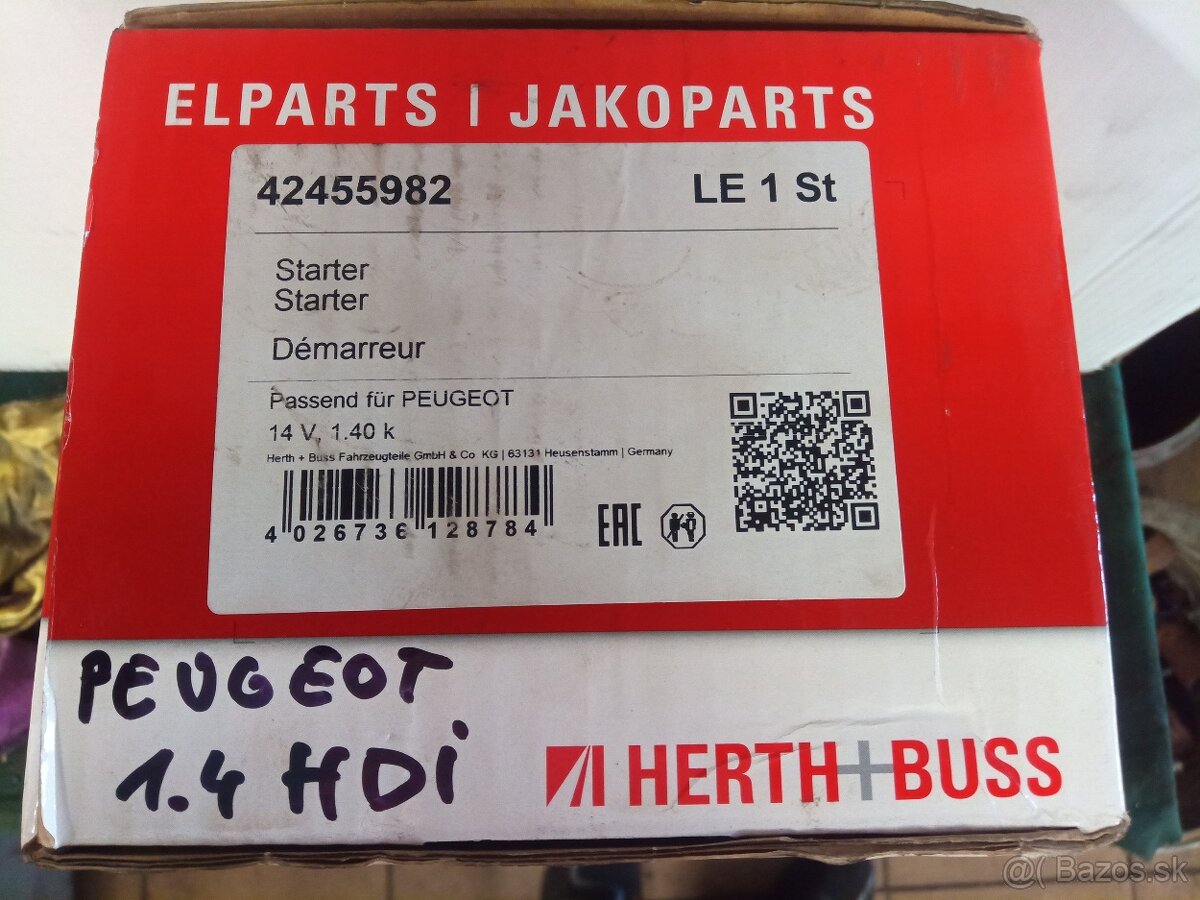 ELPARTS | JAKOPARTS
42455982 LE 1 St
Starter
Starter
Démarreur
Passend für PEUGEOT
14 V, 1.40 k
Herth + Buss Fahrzeugteile GmbH & Co KG | 63131 Heusenstamm | Germany
4 026736 128784
EAC
PEUGEOT
1.4 HDi
HERTH+BUSS
@( Bazos.sk